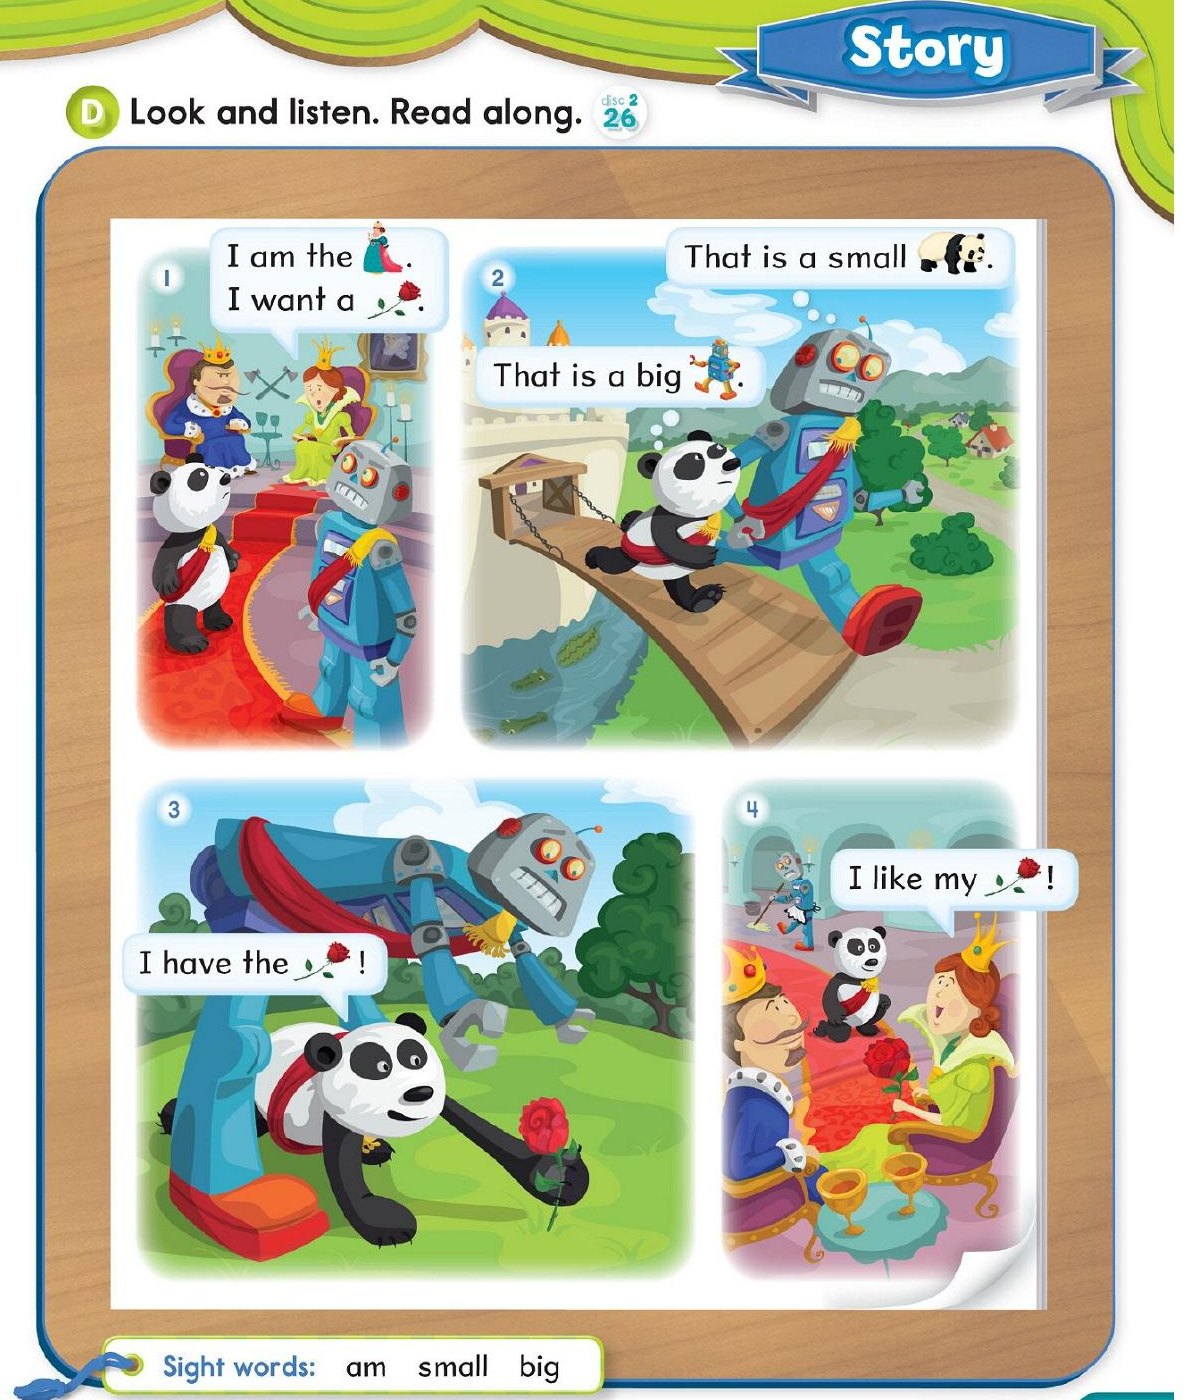 Story
D Look and listen. Read along. disc 2
26
1
I am the .
I want a .
2
That is a small .
That is a big .
3
I have the !
4
I like my !
Sight words: am small big